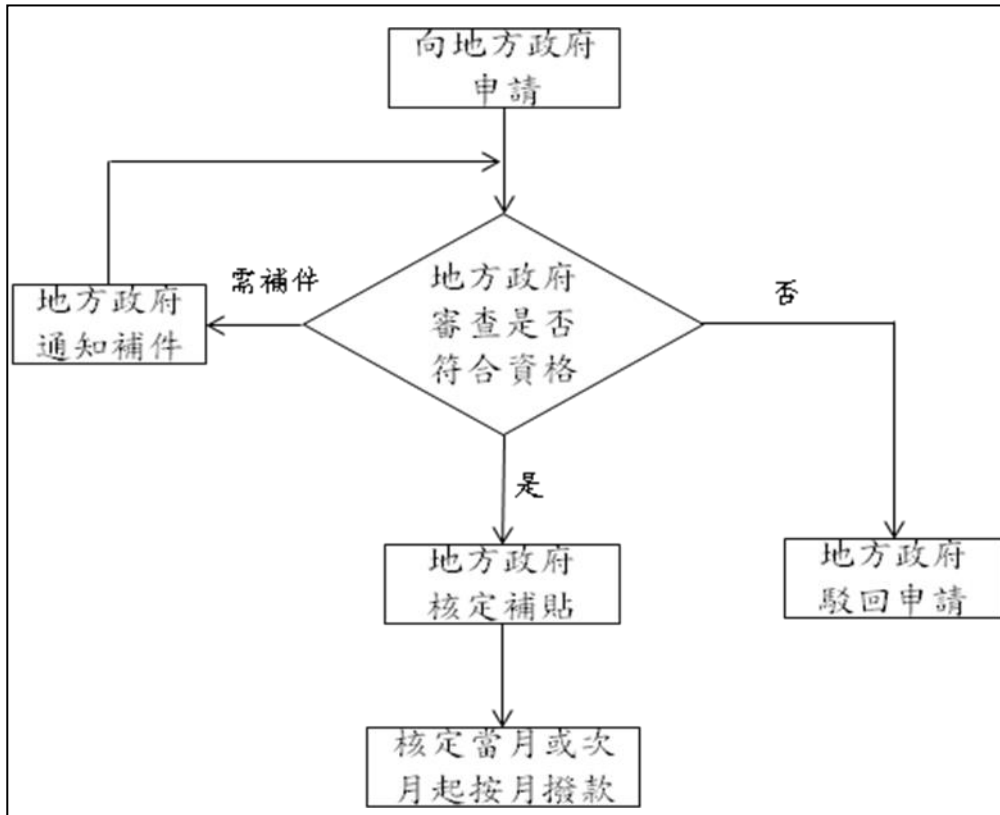 向地方政府
申請
需補件
地方政府
通知補件
地方政府
審查是否
符合資格
否
是
地方政府
核定補貼
地方政府
駁回申請
核定當月或次
月起按月撥款